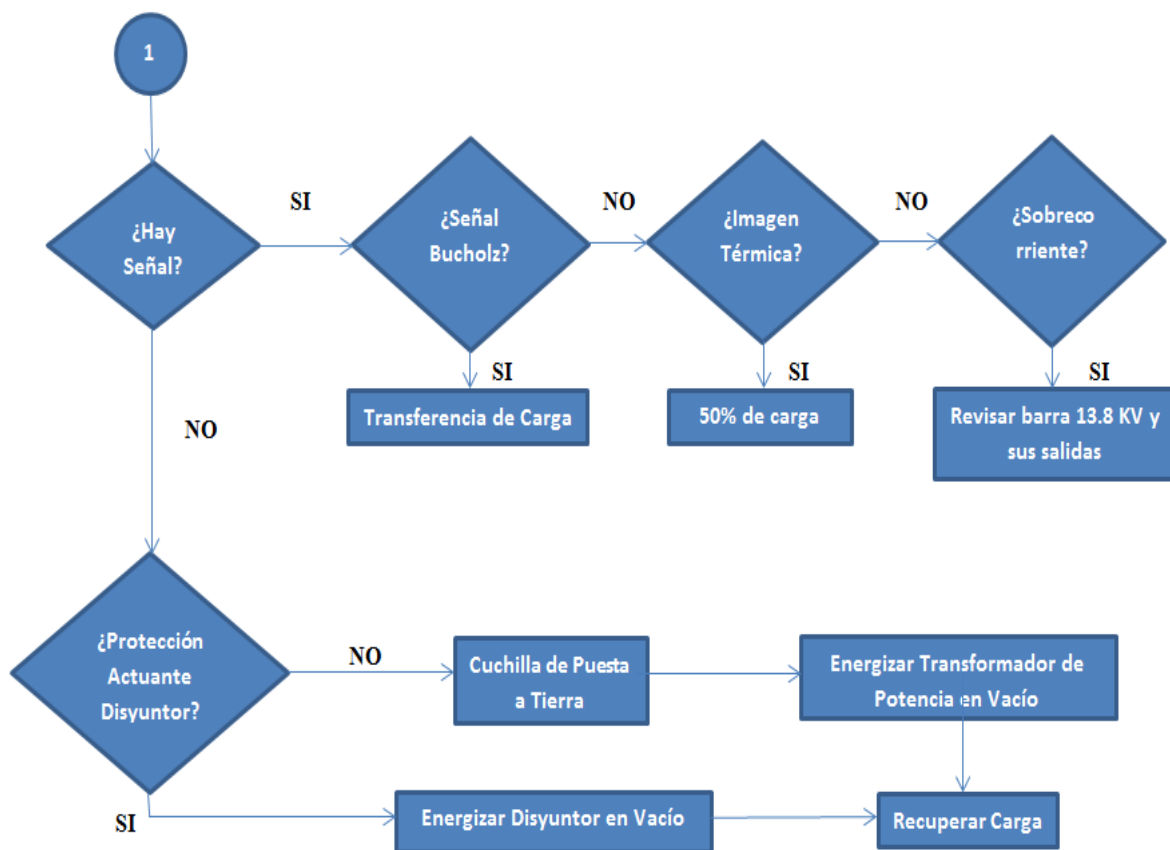 1
¿Hay
Señal?
SI
¿Señal
Bucholz?
NO
¿Imagen
Térmica?
NO
¿Sobreco
rriente?
SI
Transferencia de Carga
SI
50% de carga
SI
Revisar barra 13.8 KV y
sus salidas
NO
¿Protección
Actuante
Disyuntor?
NO
Cuchilla de Puesta
a Tierra
Energizar Transformador de
Potencia en Vacío
SI
Energizar Disyuntor en Vacío
Recuperar Carga